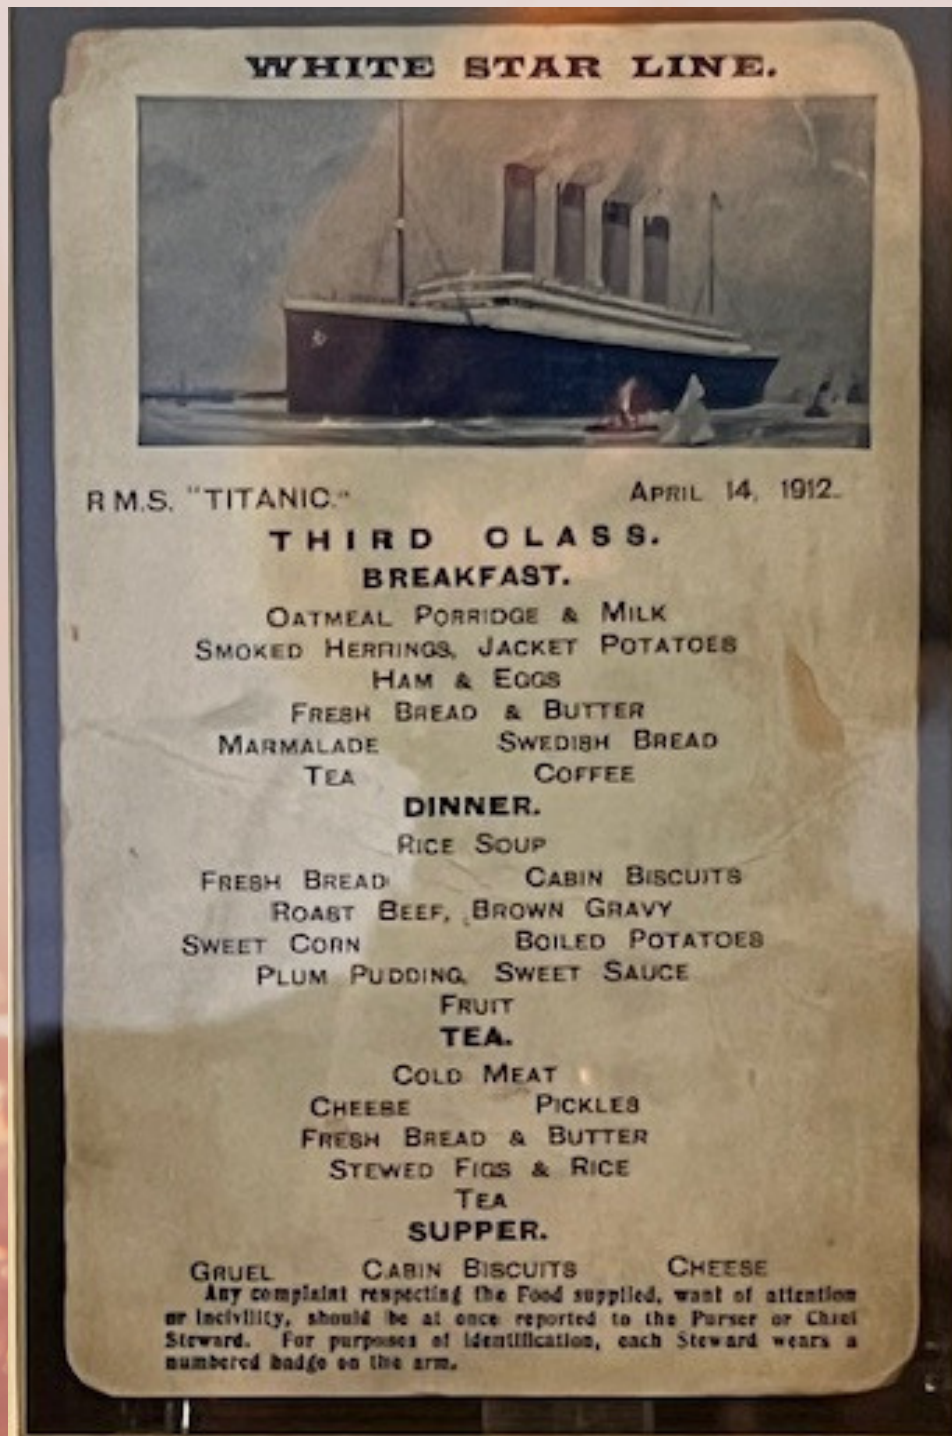 WHITE STAR LINE.
R.M.S. "TITANIC." APRIL 14, 1912.
THIRD CLASS.
BREAKFAST.
OATMEAL PORRIDGE & MILK
SMOKED HERRINGS, JACKET POTATOES
HAM & EGGS
FRESH BREAD & BUTTER
MARMALADE SWEDISH BREAD
TEA COFFEE
DINNER.
RICE SOUP
FRESH BREAD CABIN BISCUITS
ROAST BEEF, BROWN GRAVY
SWEET CORN BOILED POTATOES
PLUM PUDDING, SWEET SAUCE
FRUIT
TEA.
COLD MEAT
CHEESE PICKLES
FRESH BREAD & BUTTER
STEWED FIGS & RICE
TEA
SUPPER.
GRUEL CABIN BISCUITS CHEESE
Any complaint respecting the Food supplied, want of attention
or incivility, should be at once reported to the Purser or Chief
Steward. For purposes of identification, each Steward wears a
numbered badge on the arm.